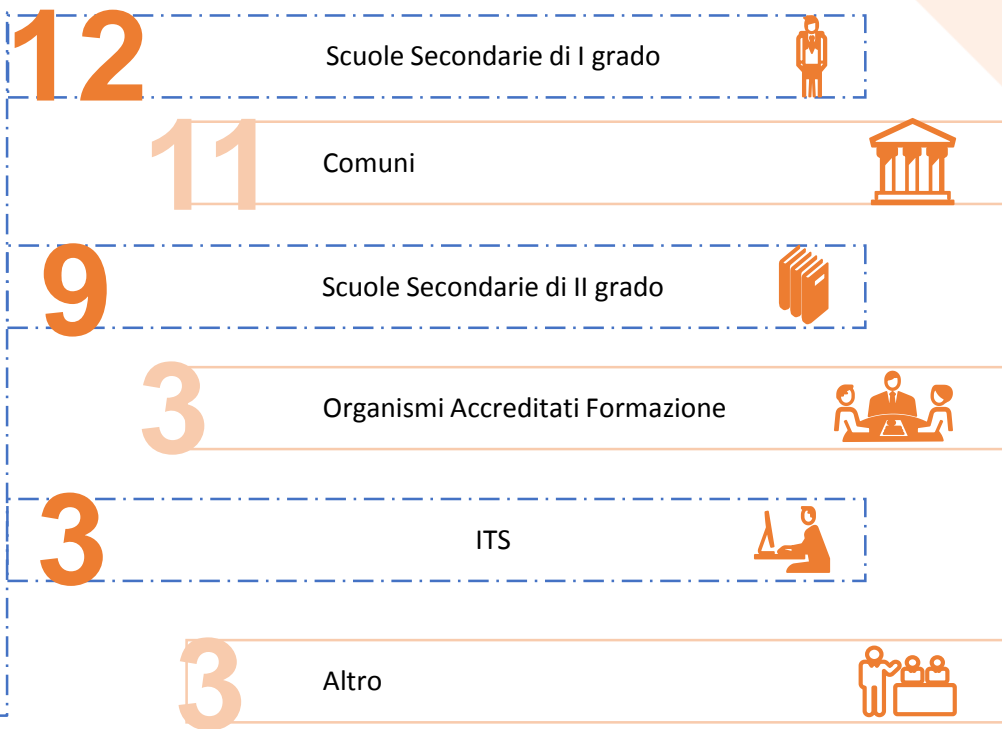 12 Scuole Secondarie di I grado
11 Comuni
9 Scuole Secondarie di II grado
3 Organismi Accreditati Formazione
3 ITS
3 Altro